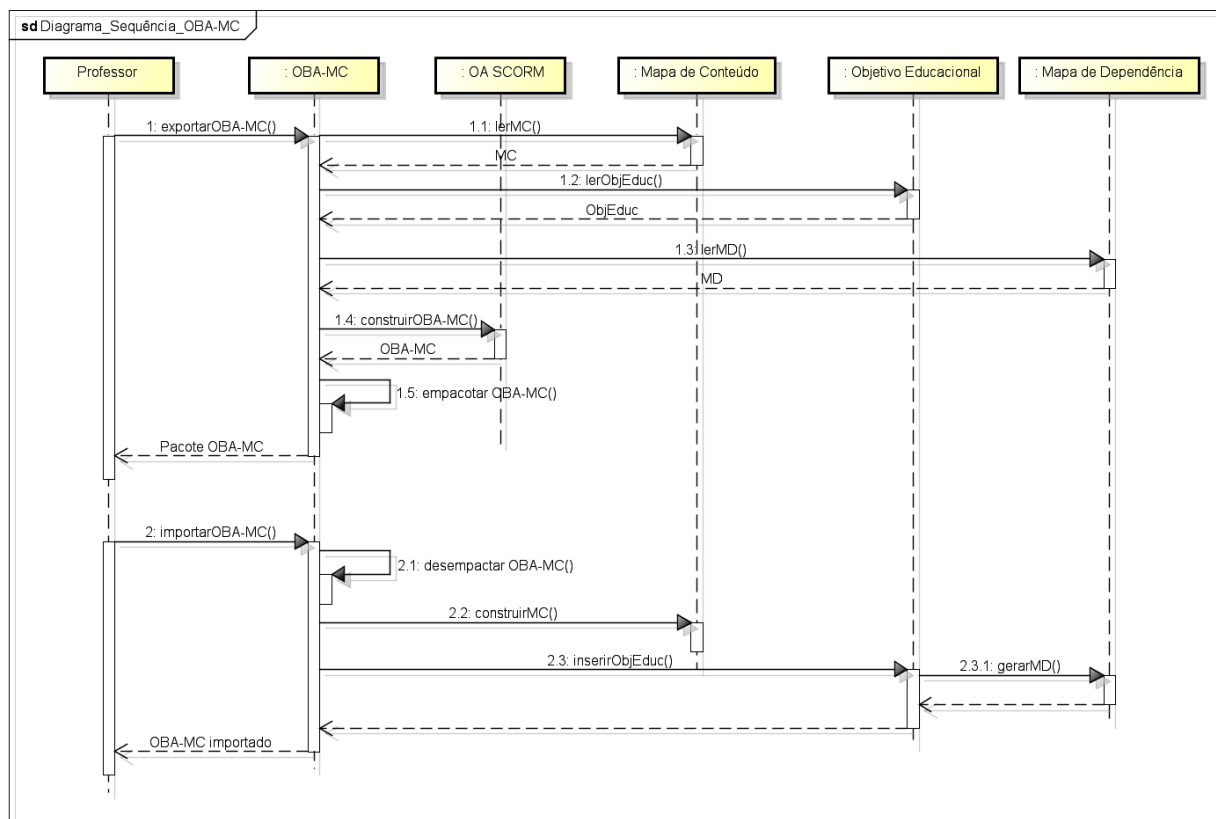 sd Diagrama_Sequência_OBA-MC
Professor
: OBA-MC
: OA SCORM
: Mapa de Conteúdo
: Objetivo Educacional
: Mapa de Dependência
1: exportarOBA-MC()
1.1: lerMC()
MC
1.2: lerObjEduc()
ObjEduc
1.3: lerMD()
MD
1.4: construirOBA-MC()
OBA-MC
1.5: empacotar OBA-MC()
Pacote OBA-MC
2: importarOBA-MC()
2.1: desempactar OBA-MC()
2.2: construirMC()
2.3: inserirObjEduc()
2.3.1: gerarMD()
OBA-MC importado